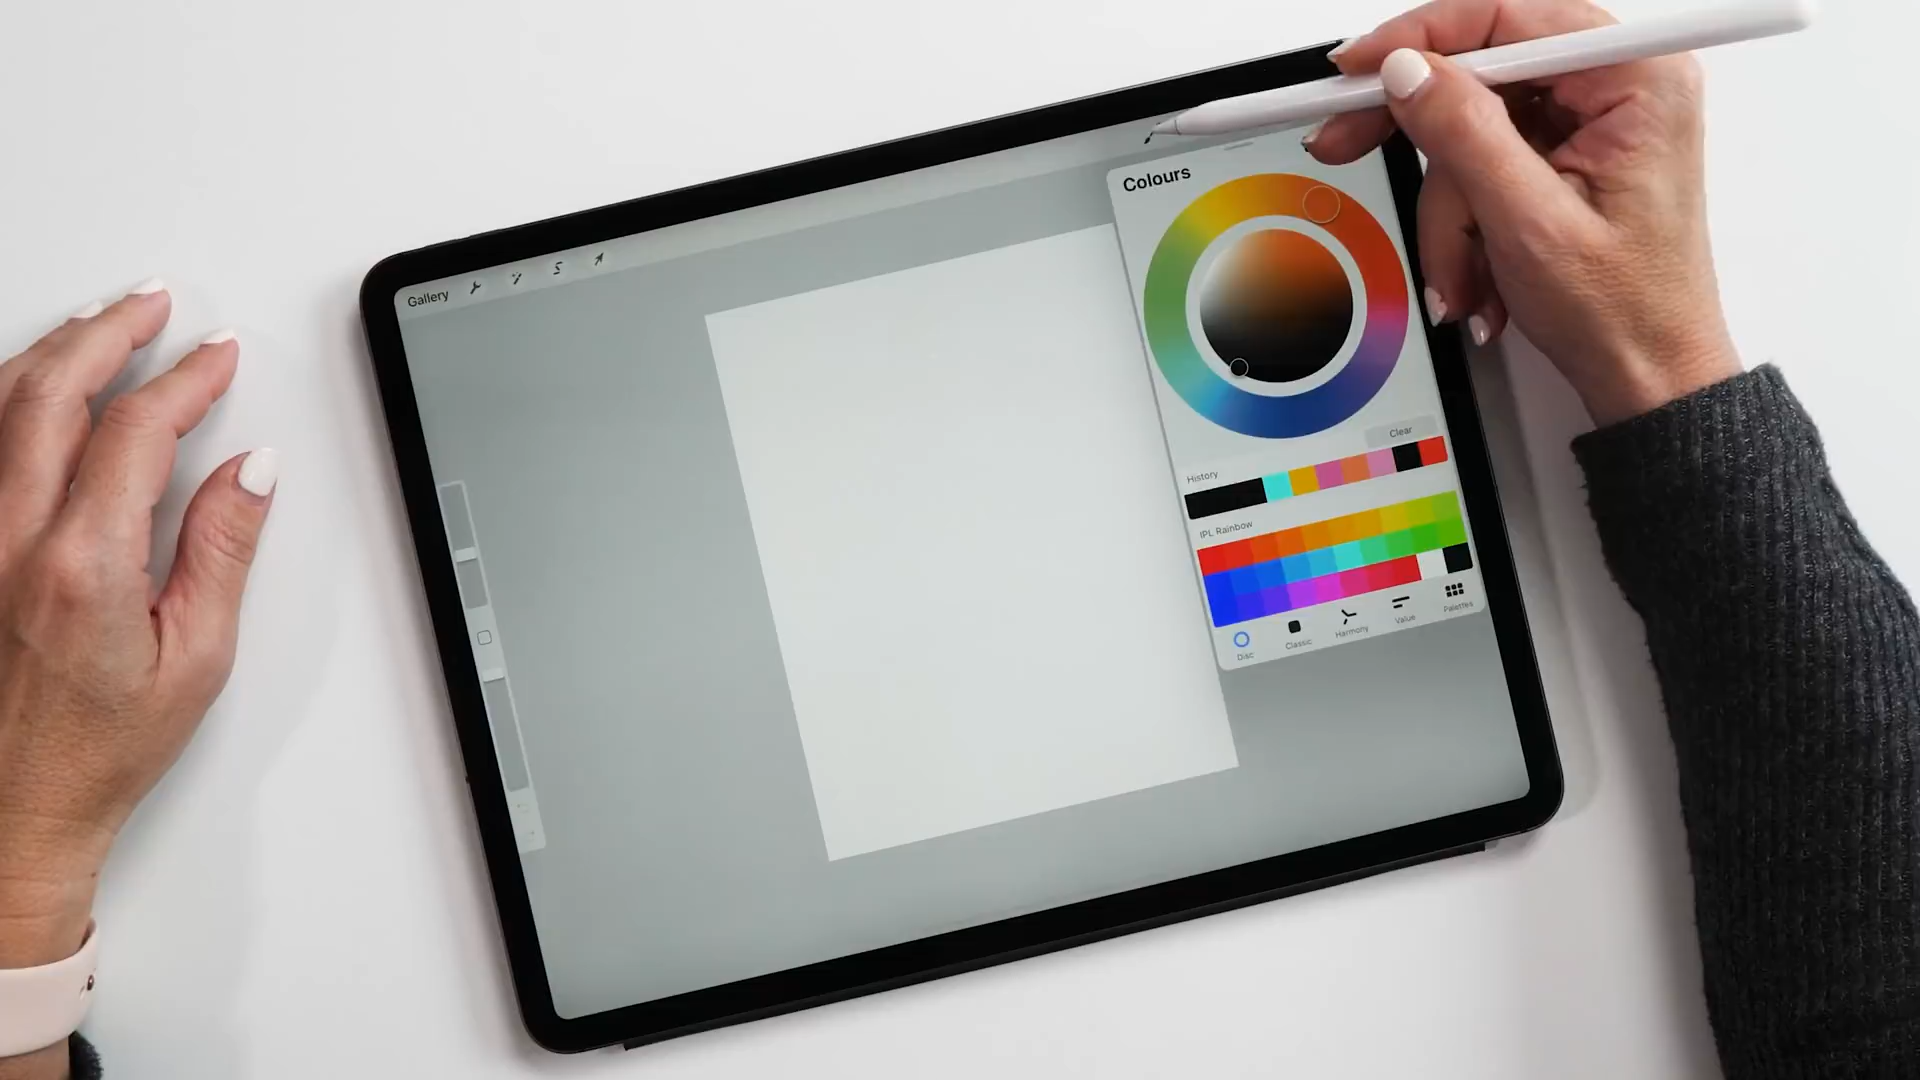 Gallery
Colours
Clear
History
IPL Rainbow
Disc
Classic
Harmony
Value
Palettes